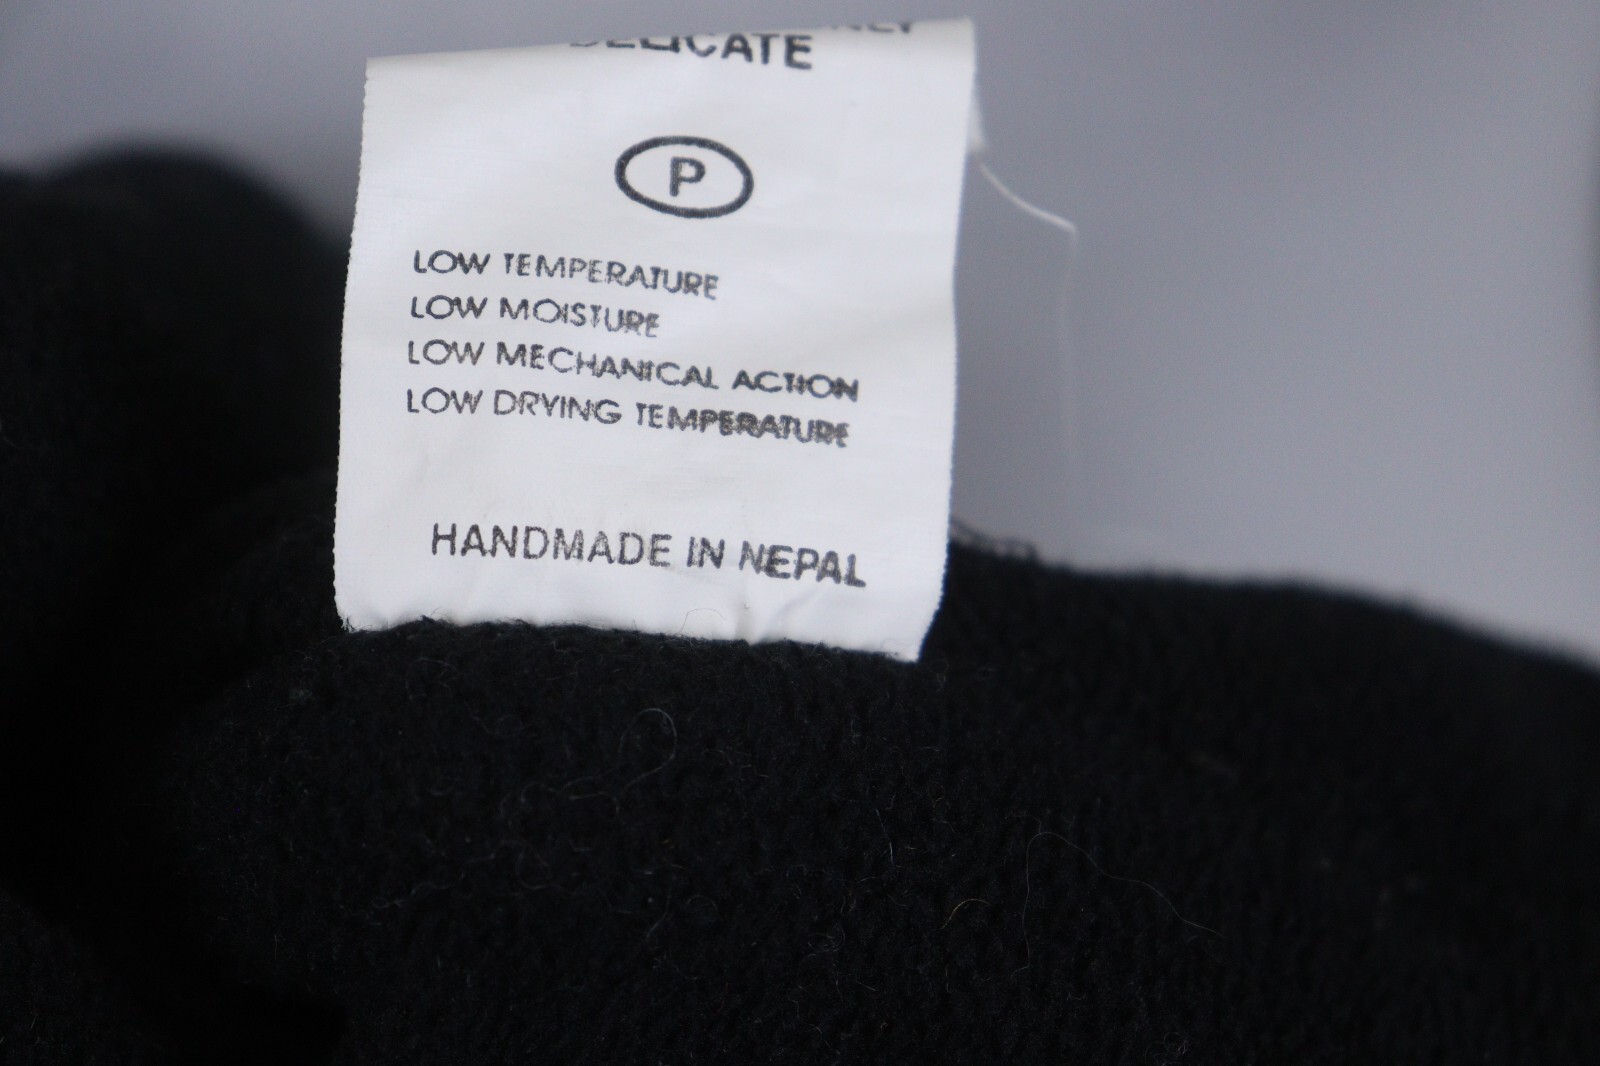 DELICATE
P
LOW TEMPERATURE
LOW MOISTURE
LOW MECHANICAL ACTION
LOW DRYING TEMPERATURE
HANDMADE IN NEPAL